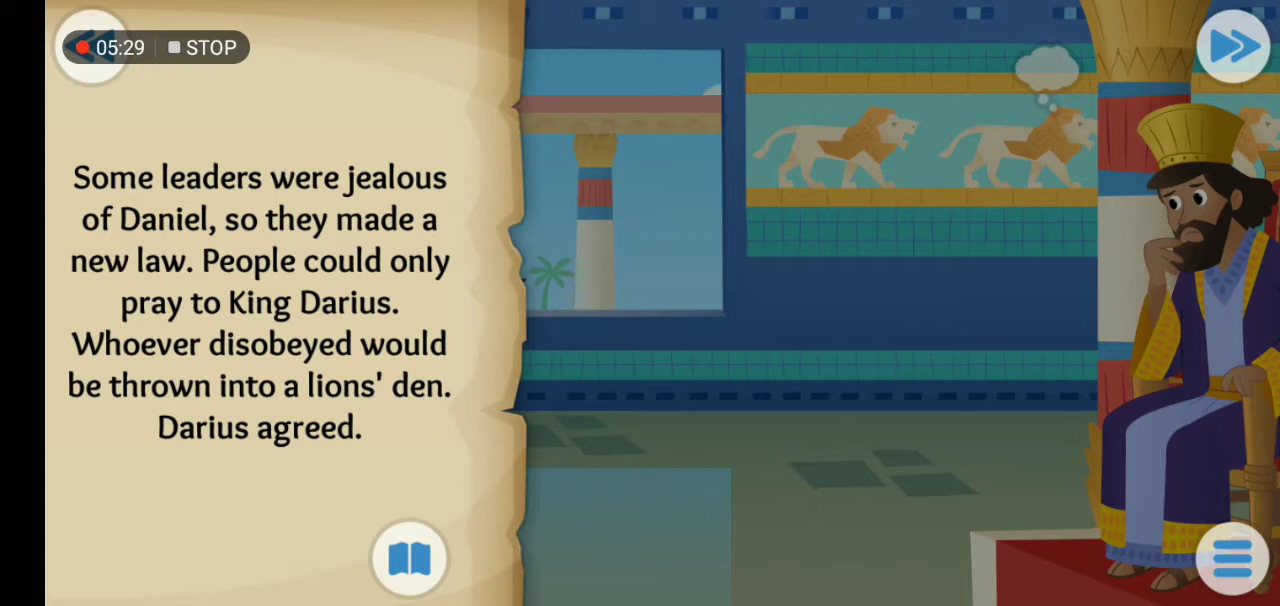 05:29 STOP
Some leaders were jealous
of Daniel, so they made a
new law. People could only
pray to King Darius.
Whoever disobeyed would
be thrown into a lions' den.
Darius agreed.